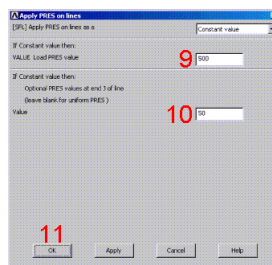 Apply PRES on lines
[SFL] Apply PRES on lines as a Constant value
If Constant value then:
VALUE Load PRES value 9 500
If Constant value then:
Optional PRES values at end J of line
(leave blank for uniform PRES )
Value 10 50
11
OK Apply Cancel Help